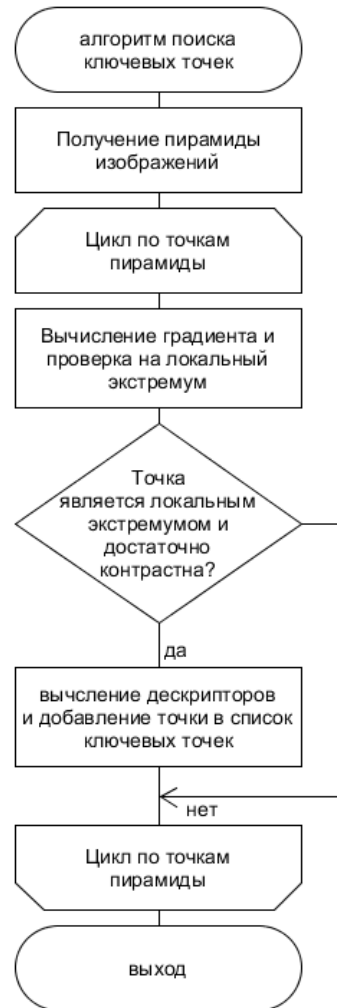 алгоритм поиска
ключевых точек
Получение пирамиды
изображений
Цикл по точкам
пирамиды
Вычисление градиента и
проверка на локальный
экстремум
Точка
является локальным
экстремумом и
достаточно
контрастна?
да
вычсление дескрипторов
и добавление точки в список
ключевых точек
нет
Цикл по точкам
пирамиды
выход